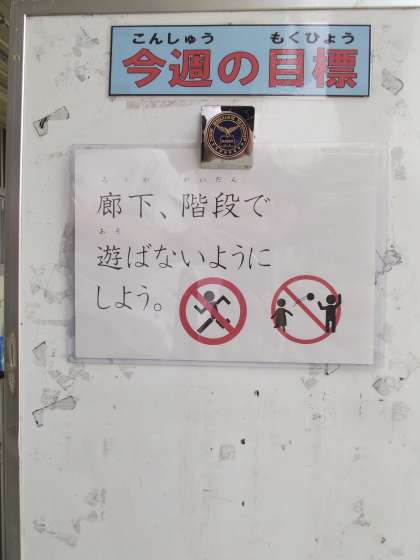 こんしゅう もくひょう
今週の目標
ろうか かいだん
廊下、階段で
あそ
遊ばないように
しよう。